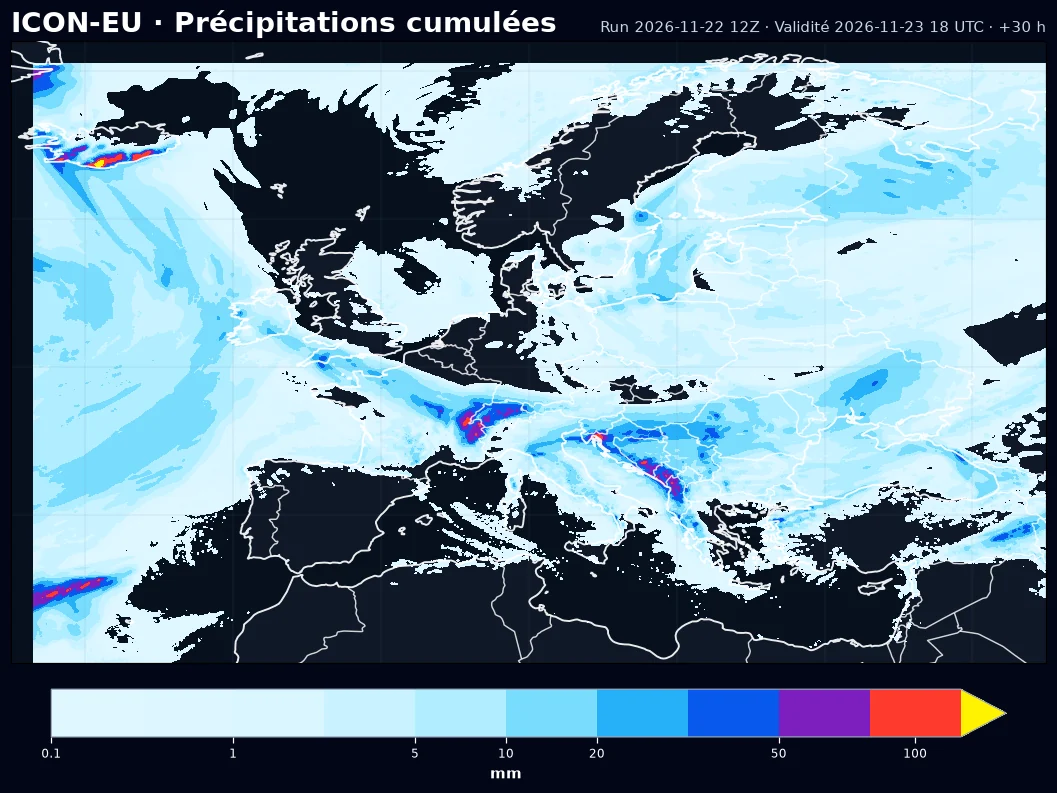 ICON-EU · Précipitations cumulées
Run 2026-11-22 12Z · Validité 2026-11-23 18 UTC · +30 h
0.1 1 5 10 20 50 100
mm